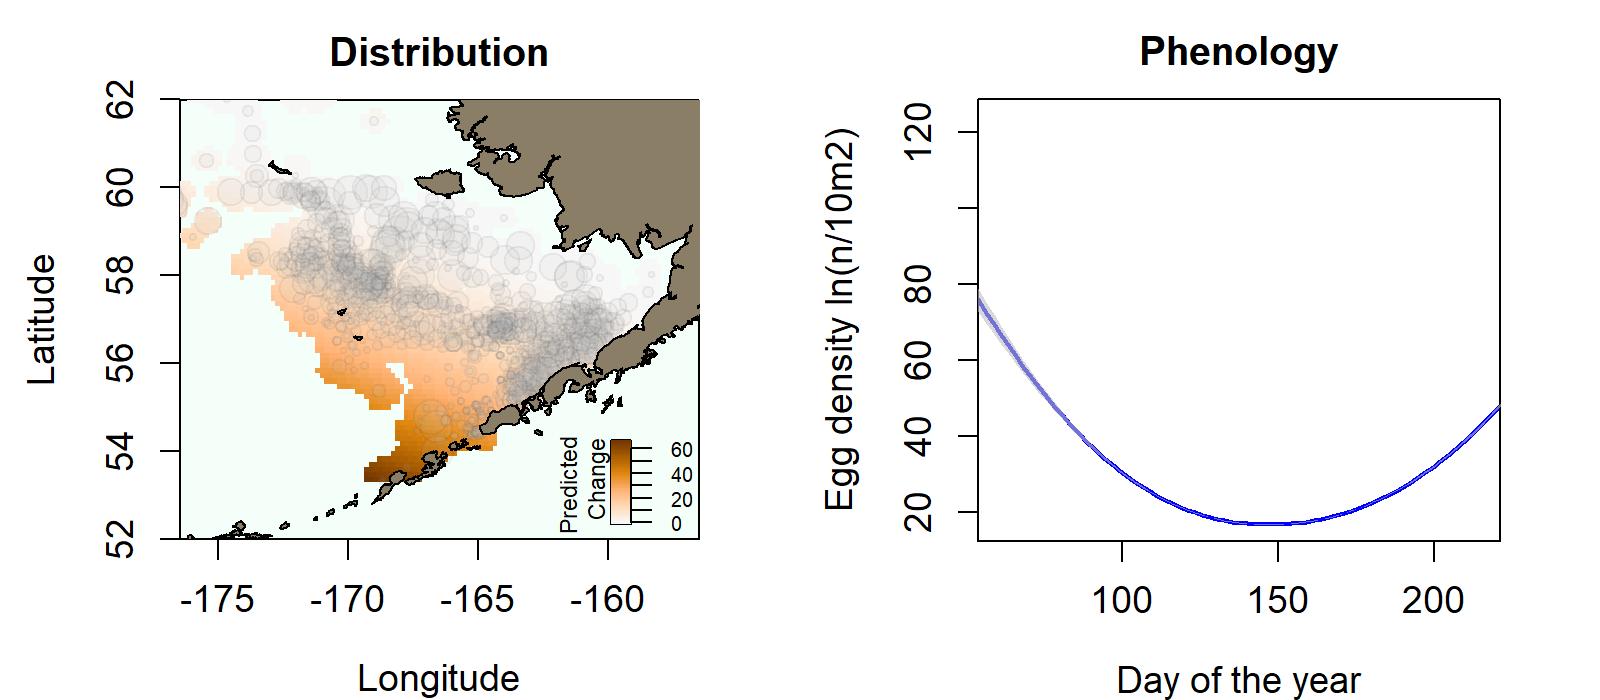 Distribution
Latitude
62
60
58
56
54
52
-175
-170
-165
-160
Longitude
Predicted
Change
60
40
20
0
Phenology
Egg density ln(n/10m2)
120
80
60
40
20
100
150
200
Day of the year